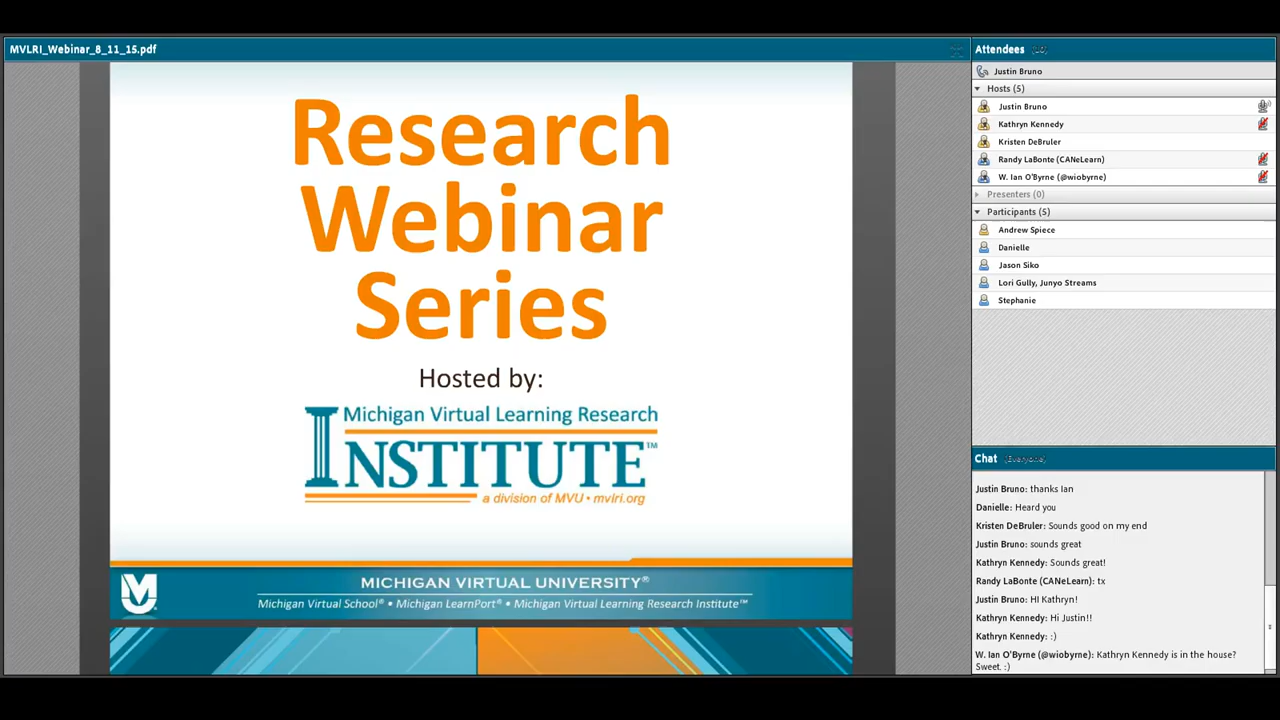 MVLRI_Webinar_8_11_15.pdf
Research
Webinar
Series
Hosted by:
Michigan Virtual Learning Research
INSTITUTE™
a division of MVU • mvlri.org
MICHIGAN VIRTUAL UNIVERSITY®
Michigan Virtual School® • Michigan LearnPort® • Michigan Virtual Learning Research Institute™
Attendees (10)
Justin Bruno
Hosts (5)
Justin Bruno
Kathryn Kennedy
Kristen DeBruler
Randy LaBonte (CANeLearn)
W. Ian O'Byrne (@wiobyrne)
Presenters (0)
Participants (5)
Andrew Spiece
Danielle
Jason Siko
Lori Gully, Junyo Streams
Stephanie
Chat (Everyone)
Justin Bruno: thanks Ian
Danielle: Heard you
Kristen DeBruler: Sounds good on my end
Justin Bruno: sounds great
Kathryn Kennedy: Sounds great!
Randy LaBonte (CANeLearn): tx
Justin Bruno: HI Kathryn!
Kathryn Kennedy: Hi Justin!!
Kathryn Kennedy: :)
W. Ian O'Byrne (@wiobyrne): Kathryn Kennedy is in the house?
Sweet. :)